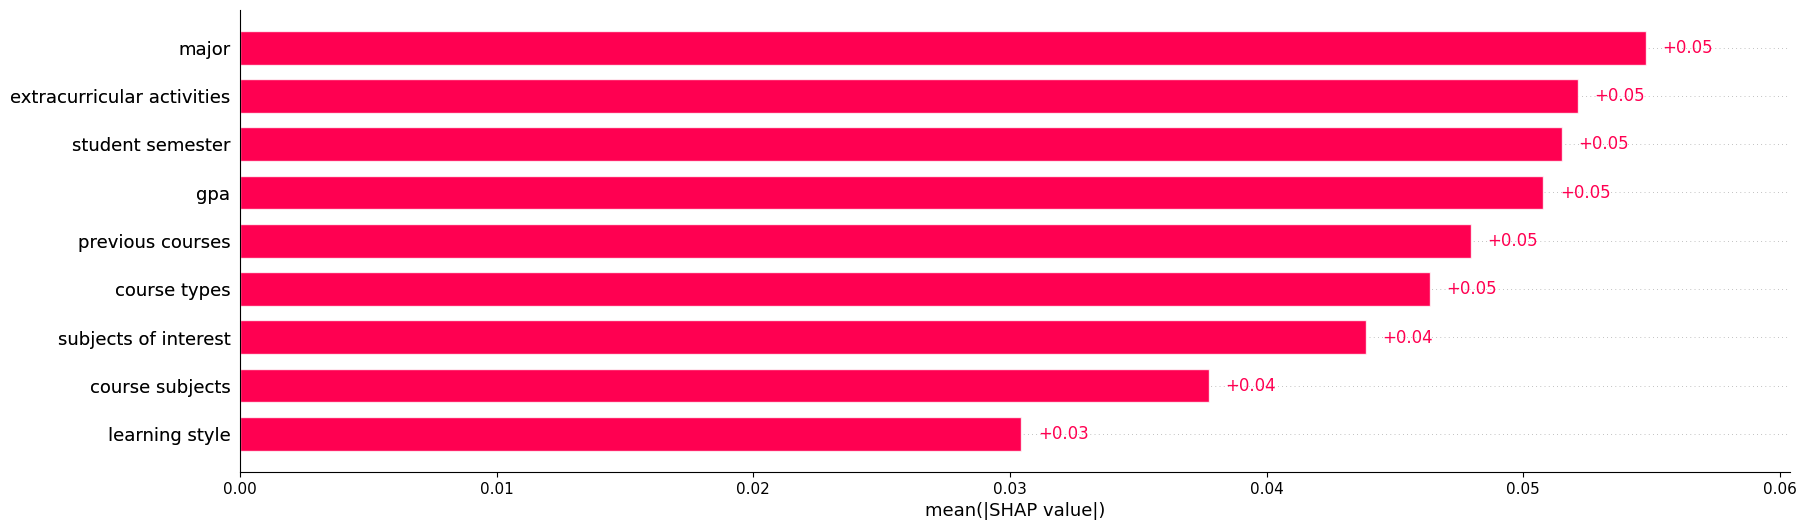 major +0.05
extracurricular activities +0.05
student semester +0.05
gpa +0.05
previous courses +0.05
course types +0.05
subjects of interest +0.04
course subjects +0.04
learning style +0.03
0.00 0.01 0.02 0.03 0.04 0.05 0.06
mean(|SHAP value|)